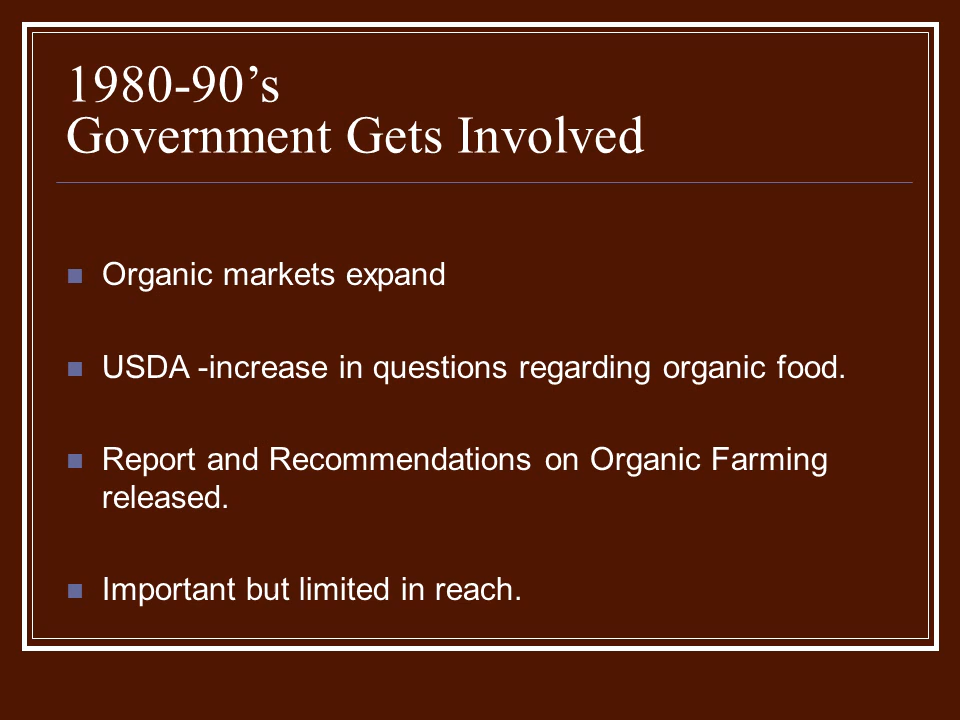 1980-90’s
Government Gets Involved
Organic markets expand
USDA -increase in questions regarding organic food.
Report and Recommendations on Organic Farming
released.
Important but limited in reach.